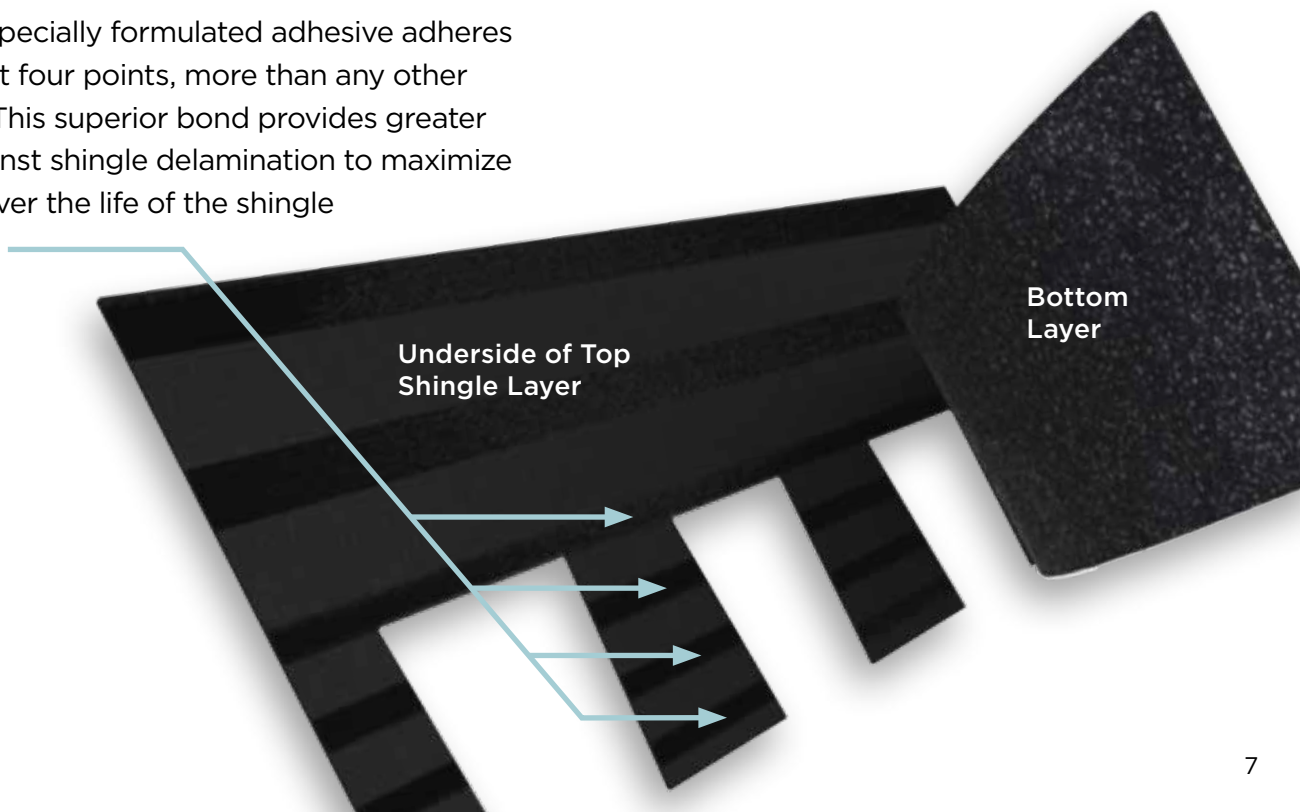 pecially formulated adhesive adheres
t four points, more than any other
This superior bond provides greater
nst shingle delamination to maximize
ver the life of the shingle
Underside of Top
Shingle Layer
Bottom
Layer
7